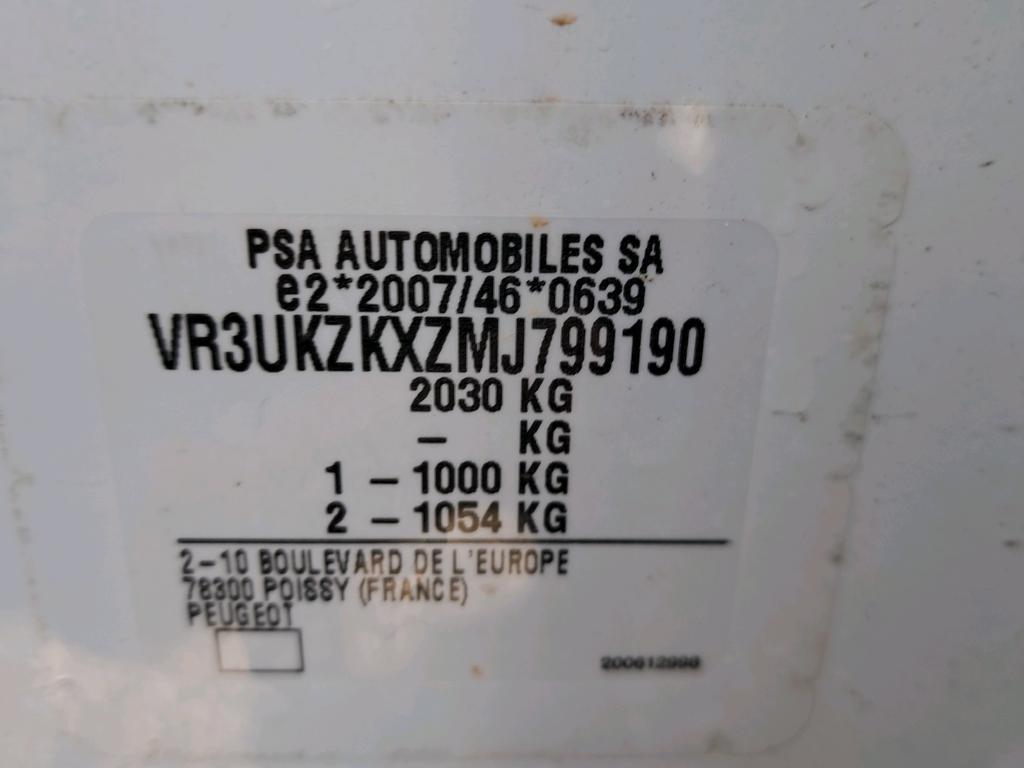 PSA AUTOMOBILES SA
e2*2007/46*0639
VR3UKZKXZMJ799190
2030 KG
– KG
1 – 1000 KG
2 – 1054 KG
2–10 BOULEVARD DE L'EUROPE
78300 POISSY (FRANCE)
PEUGEOT
200612998